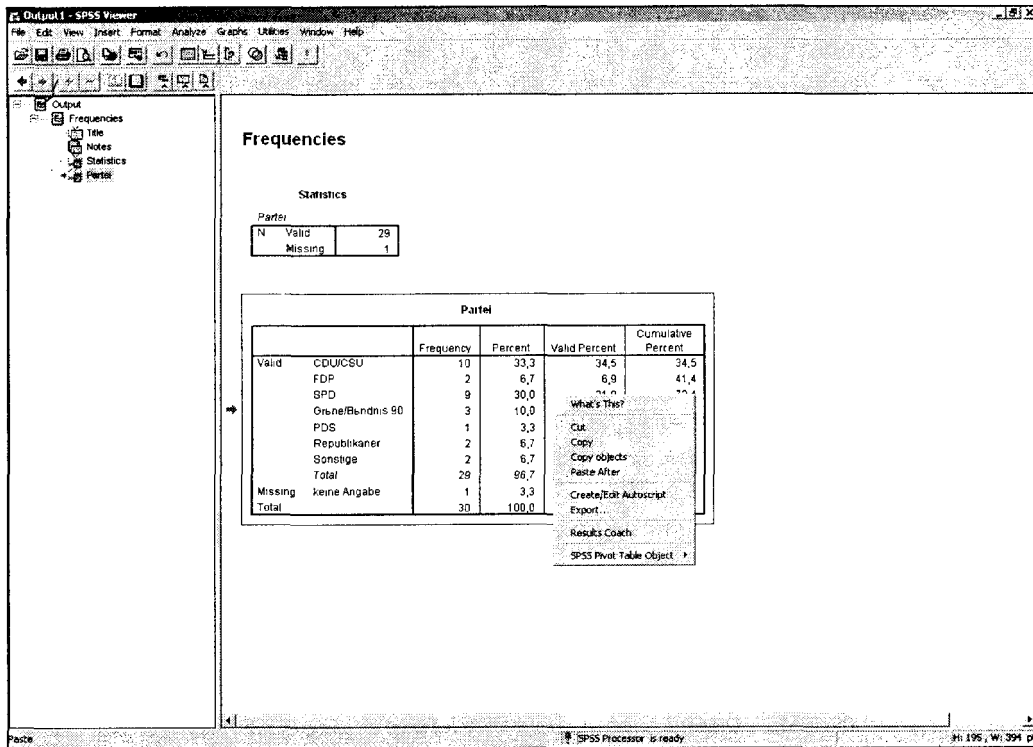 Output1 - SPSS Viewer
File Edit View Insert Format Analyze Graphs Utilities Window Help
Output
Frequencies
Title
Notes
Statistics
Partei
Frequencies
Statistics
Partei
N Valid 29
Missing 1
Partei
Frequency Percent Valid Percent Cumulative Percent
Valid CDU/CSU 10 33,3 34,5 34,5
FDP 2 6,7 6,9 41,4
SPD 9 30,0
3 10,0
PDS 1 3,3
Republikaner 2 6,7
Sonstige 2 6,7
Total 29 96,7
Missing keine Angabe 1 3,3
Total 30 100,0
What's This?
Cut
Copy
Copy objects
Paste After
Create/Edit Autoscript
Export...
Results Coach
SPSS Pivot Table Object
Paste
SPSS Processor is ready
H: 195 , W: 394